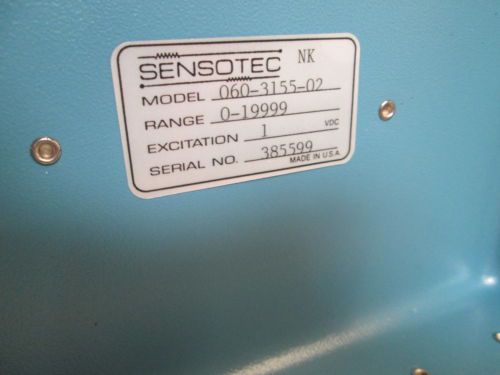 SENSOTEC NK
MODEL 060-3155-02
RANGE 0-19999
EXCITATION 1 VDC
SERIAL NO. 385599
MADE IN U.S.A.